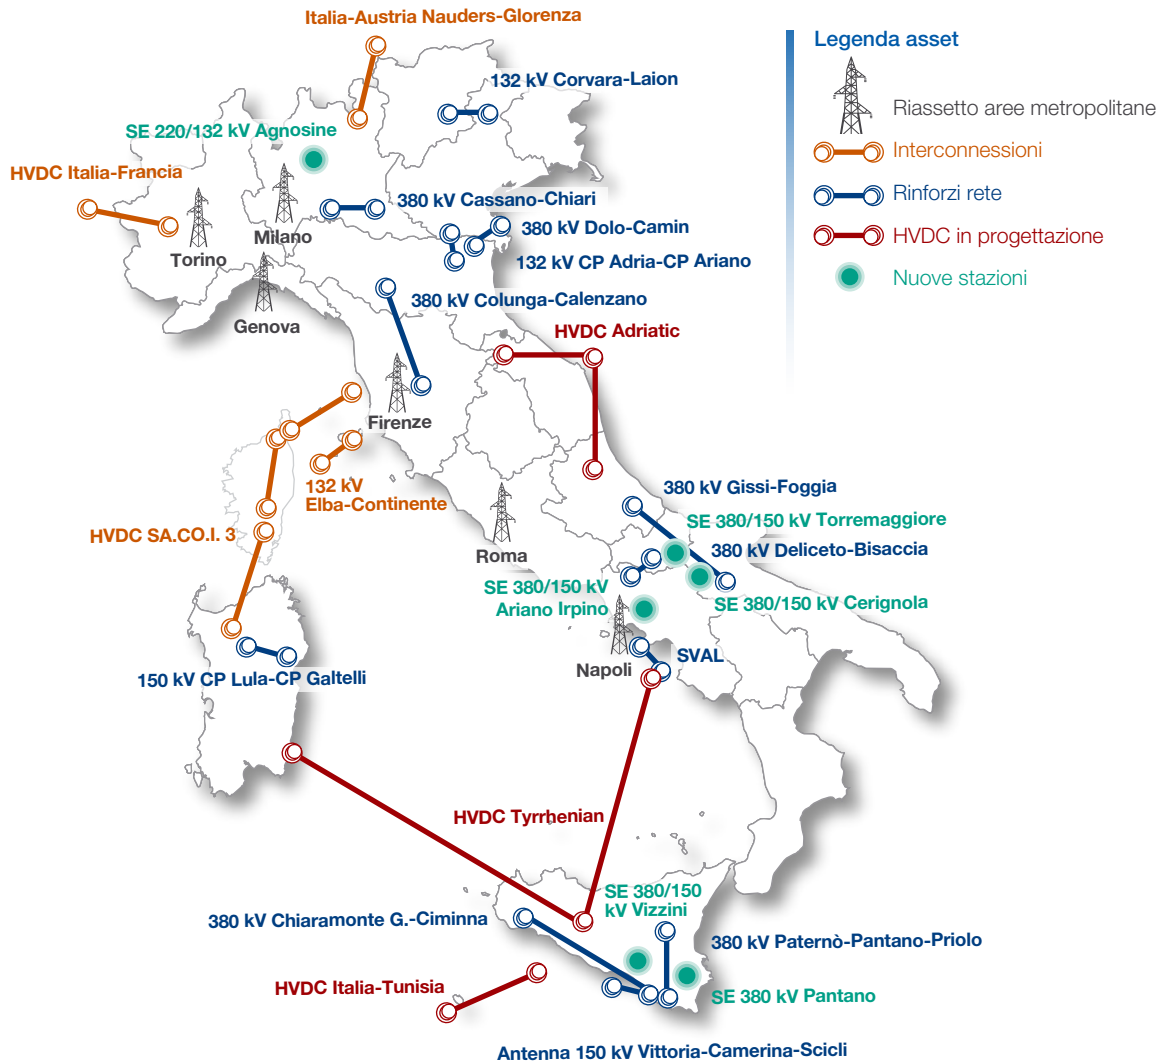 Italia-Austria Nauders-Glorenza
Legenda asset
132 kV Corvara-Laion
Riassetto aree metropolitane
SE 220/132 kV Agnosine
Interconnessioni
HVDC Italia-Francia
380 kV Cassano-Chiari
Rinforzi rete
Milano
380 kV Dolo-Camin
HVDC in progettazione
Torino
132 kV CP Adria-CP Ariano
Nuove stazioni
380 kV Colunga-Calenzano
Genova
HVDC Adriatic
Firenze
132 kV
Elba-Continente
380 kV Gissi-Foggia
SE 380/150 kV Torremaggiore
HVDC SA.CO.I. 3
Roma
380 kV Deliceto-Bisaccia
SE 380/150 kV
Ariano Irpino
SE 380/150 kV Cerignola
SVAL
Napoli
150 kV CP Lula-CP Galtelli
HVDC Tyrrhenian
SE 380/150
kV Vizzini
380 kV Chiaramonte G.-Ciminna
380 kV Paternò-Pantano-Priolo
HVDC Italia-Tunisia
SE 380 kV Pantano
Antenna 150 kV Vittoria-Camerina-Scicli